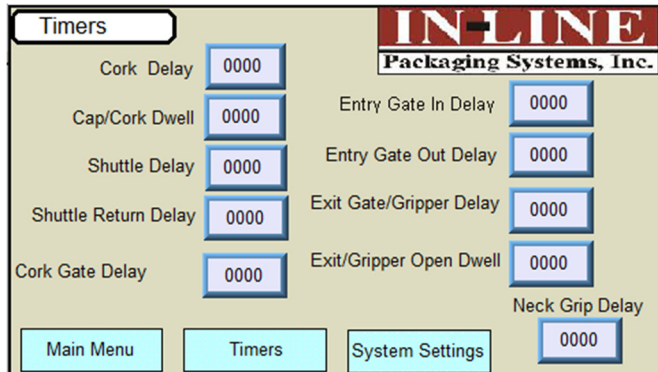 Timers
IN-LINE
Packaging Systems, Inc.
Cork Delay 0000
Cap/Cork Dwell 0000
Shuttle Delay 0000
Shuttle Return Delay 0000
Cork Gate Delay 0000
Entry Gate In Delay 0000
Entry Gate Out Delay 0000
Exit Gate/Gripper Delay 0000
Exit/Gripper Open Dwell 0000
Neck Grip Delay
0000
Main Menu
Timers
System Settings